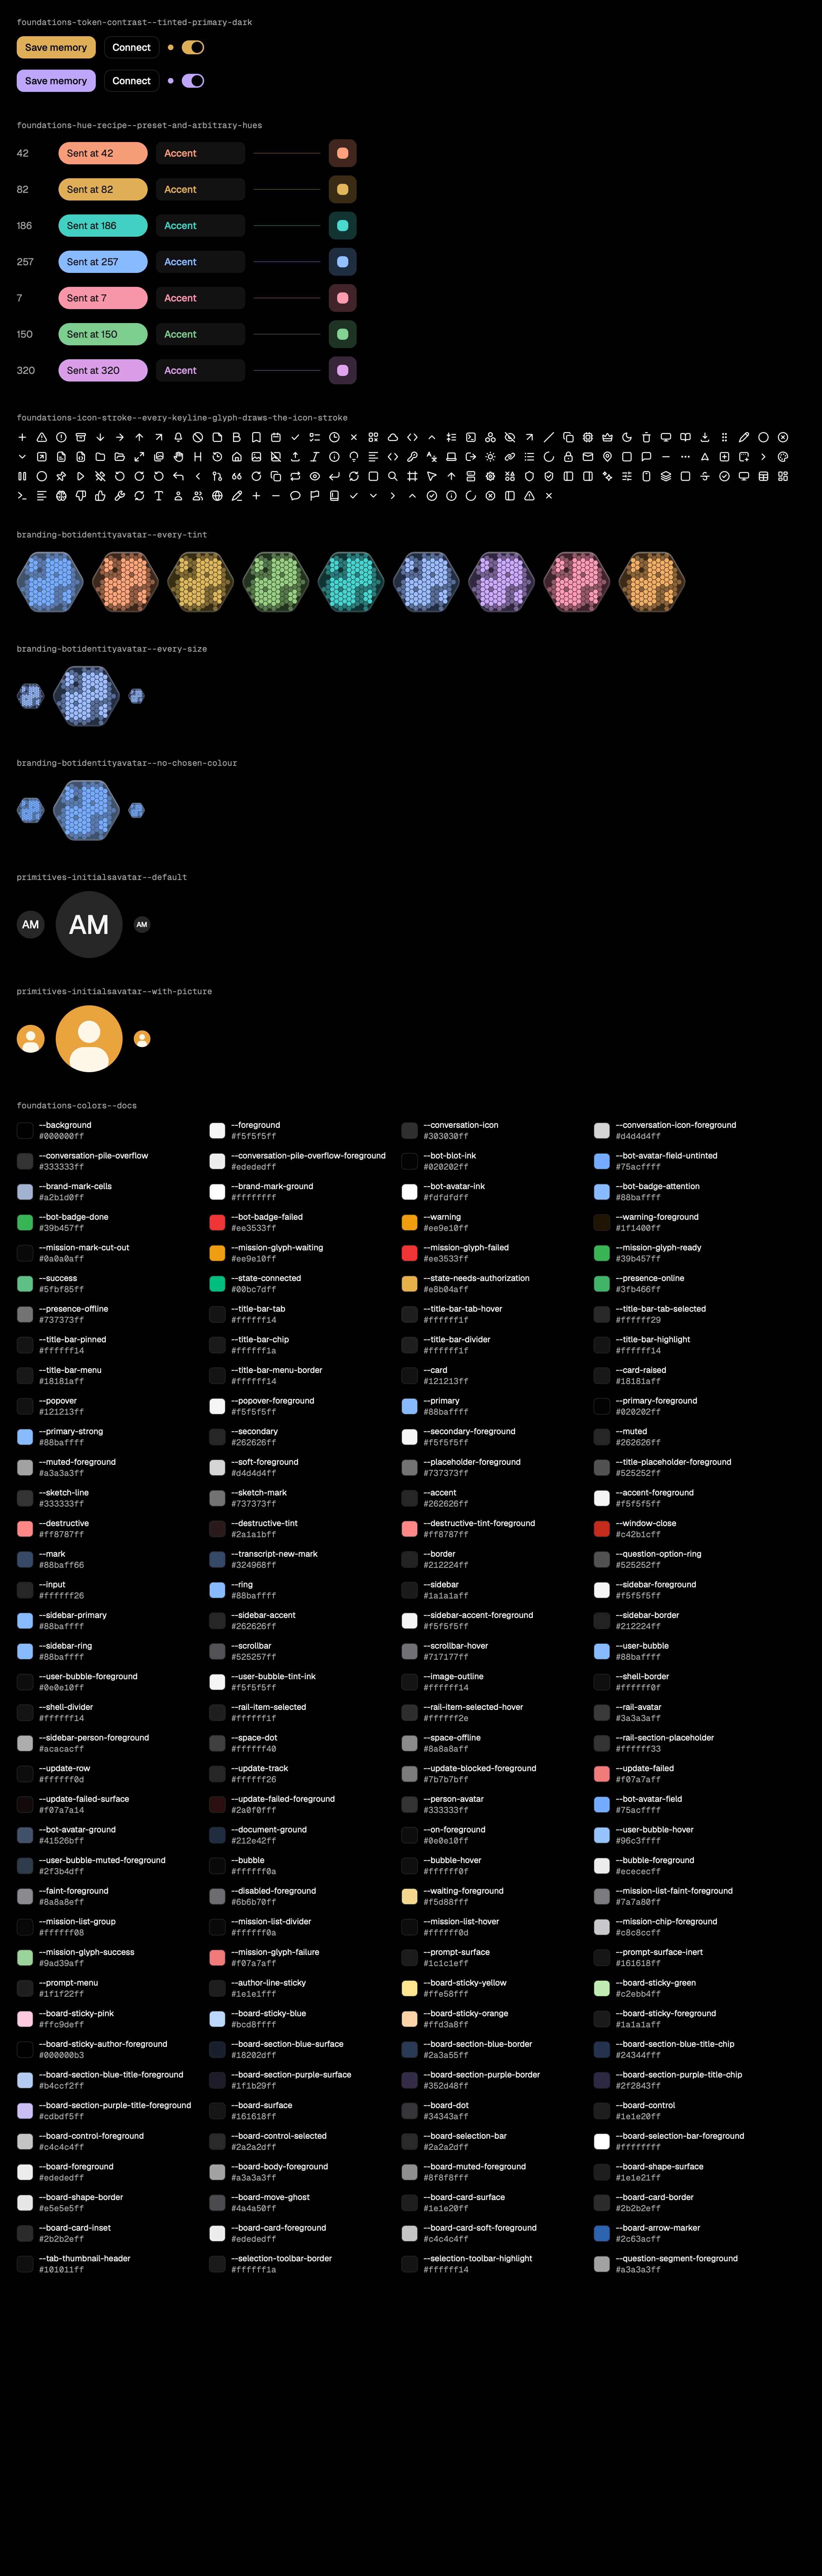 foundations-token-contrast--tinted-primary-dark
Save memory Connect
Save memory Connect
foundations-hue-recipe--preset-and-arbitrary-hues
42 Sent at 42 Accent
82 Sent at 82 Accent
186 Sent at 186 Accent
257 Sent at 257 Accent
7 Sent at 7 Accent
150 Sent at 150 Accent
320 Sent at 320 Accent
foundations-icon-stroke--every-keyline-glyph-draws-the-icon-stroke
branding-botidentityavatar--every-tint
branding-botidentityavatar--every-size
branding-botidentityavatar--no-chosen-colour
primitives-initialsavatar--default
AM AM AM
primitives-initialsavatar--with-picture
foundations-colors--docs
--background --foreground --conversation-icon --conversation-icon-foreground
#000000ff #f5f5f5ff #303030ff #d4d4d4ff
--conversation-pile-overflow --conversation-pile-overflow-foreground --bot-blot-ink --bot-avatar-field-untinted
#333333ff #ededed​ff #020202ff #75acffff
--brand-mark-cells --brand-mark-ground --bot-avatar-ink --bot-badge-attention
#a2b1d0ff #ffffffff #fdfdfdff #88baffff
--bot-badge-done --bot-badge-failed --warning --warning-foreground
#39b457ff #ee3533ff #ee9e10ff #1f1400ff
--mission-mark-cut-out --mission-glyph-waiting --mission-glyph-failed --mission-glyph-ready
#0a0a0aff #ee9e10ff #ee3533ff #39b457ff
--success --state-connected --state-needs-authorization --presence-online
#5fbf85ff #00bc7dff #e8b04aff #3fb466ff
--presence-offline --title-bar-tab --title-bar-tab-hover --title-bar-tab-selected
#737373ff #ffffff14 #ffffff1f #ffffff29
--title-bar-pinned --title-bar-chip --title-bar-divider --title-bar-highlight
#ffffff14 #ffffff1a #ffffff1f #ffffff14
--title-bar-menu --title-bar-menu-border --card --card-raised
#18181aff #ffffff14 #121213ff #18181aff
--popover --popover-foreground --primary --primary-foreground
#121213ff #f5f5f5ff #88baffff #020202ff
--primary-strong --secondary --secondary-foreground --muted
#88baffff #262626ff #f5f5f5ff #262626ff
--muted-foreground --soft-foreground --placeholder-foreground --title-placeholder-foreground
#a3a3a3ff #d4d4d4ff #737373ff #525252ff
--sketch-line --sketch-mark --accent --accent-foreground
#333333ff #737373ff #262626ff #f5f5f5ff
--destructive --destructive-tint --destructive-tint-foreground --window-close
#ff8787ff #2a1a1bff #ff8787ff #c42b1cff
--mark --transcript-new-mark --border --question-option-ring
#88baff66 #324968ff #212224ff #525252ff
--input --ring --sidebar --sidebar-foreground
#ffffff26 #88baffff #1a1a1aff #f5f5f5ff
--sidebar-primary --sidebar-accent --sidebar-accent-foreground --sidebar-border
#88baffff #262626ff #f5f5f5ff #212224ff
--sidebar-ring --scrollbar --scrollbar-hover --user-bubble
#88baffff #525257ff #717177ff #88baffff
--user-bubble-foreground --user-bubble-tint-ink --image-outline --shell-border
#0e0e10ff #f5f5f5ff #ffffff14 #ffffff0f
--shell-divider --rail-item-selected --rail-item-selected-hover --rail-avatar
#ffffff14 #ffffff1f #ffffff2e #3a3a3aff
--sidebar-person-foreground --space-dot --space-offline --rail-section-placeholder
#acacacff #ffffff40 #8a8a8aff #ffffff33
--update-row --update-track --update-blocked-foreground --update-failed
#ffffff0d #ffffff26 #7b7b7bff #f07a7aff
--update-failed-surface --update-failed-foreground --person-avatar --bot-avatar-field
#f07a7a14 #2a0f0fff #333333ff #75acffff
--bot-avatar-ground --document-ground --on-foreground --user-bubble-hover
#41526bff #212e42ff #0e0e10ff #96c3ffff
--user-bubble-muted-foreground --bubble --bubble-hover --bubble-foreground
#2f3b4dff #ffffff0a #ffffff0f #ececec​ff
--faint-foreground --disabled-foreground --waiting-foreground --mission-list-faint-foreground
#8a8a8eff #6b6b70ff #f5d88fff #7a7a80ff
--mission-list-group --mission-list-divider --mission-list-hover --mission-chip-foreground
#ffffff08 #ffffff0a #ffffff0d #c8c8ccff
--mission-glyph-success --mission-glyph-failure --prompt-surface --prompt-surface-inert
#9ad39aff #f07a7aff #1c1c1eff #161618ff
--prompt-menu --author-line-sticky --board-sticky-yellow --board-sticky-green
#1f1f22ff #1e1e1fff #ffe58fff #c2ebb4ff
--board-sticky-pink --board-sticky-blue --board-sticky-orange --board-sticky-foreground
#ffc9deff #bcd8ffff #ffd3a8ff #1a1a1aff
--board-sticky-author-foreground --board-section-blue-surface --board-section-blue-border --board-section-blue-title-chip
#000000b3 #18202dff #2a3a55ff #24344fff
--board-section-blue-title-foreground --board-section-purple-surface --board-section-purple-border --board-section-purple-title-chip
#b4ccf2ff #1f1b29ff #352d48ff #2f2843ff
--board-section-purple-title-foreground --board-surface --board-dot --board-control
#cdbdf5ff #161618ff #34343aff #1e1e20ff
--board-control-foreground --board-control-selected --board-selection-bar --board-selection-bar-foreground
#c4c4c4ff #2a2a2dff #2a2a2dff #ffffffff
--board-foreground --board-body-foreground --board-muted-foreground --board-shape-surface
#edededff #a3a3a3ff #8f8f8fff #1e1e21ff
--board-shape-border --board-move-ghost --board-card-surface --board-card-border
#e5e5e5ff #4a4a50ff #1e1e20ff #2b2b2eff
--board-card-inset --board-card-foreground --board-card-soft-foreground --board-arrow-marker
#2b2b2eff #edededff #c4c4c4ff #2c63acff
--tab-thumbnail-header --selection-toolbar-border --selection-toolbar-highlight --question-segment-foreground
#101011ff #ffffff1a #ffffff14 #a3a3a3ff